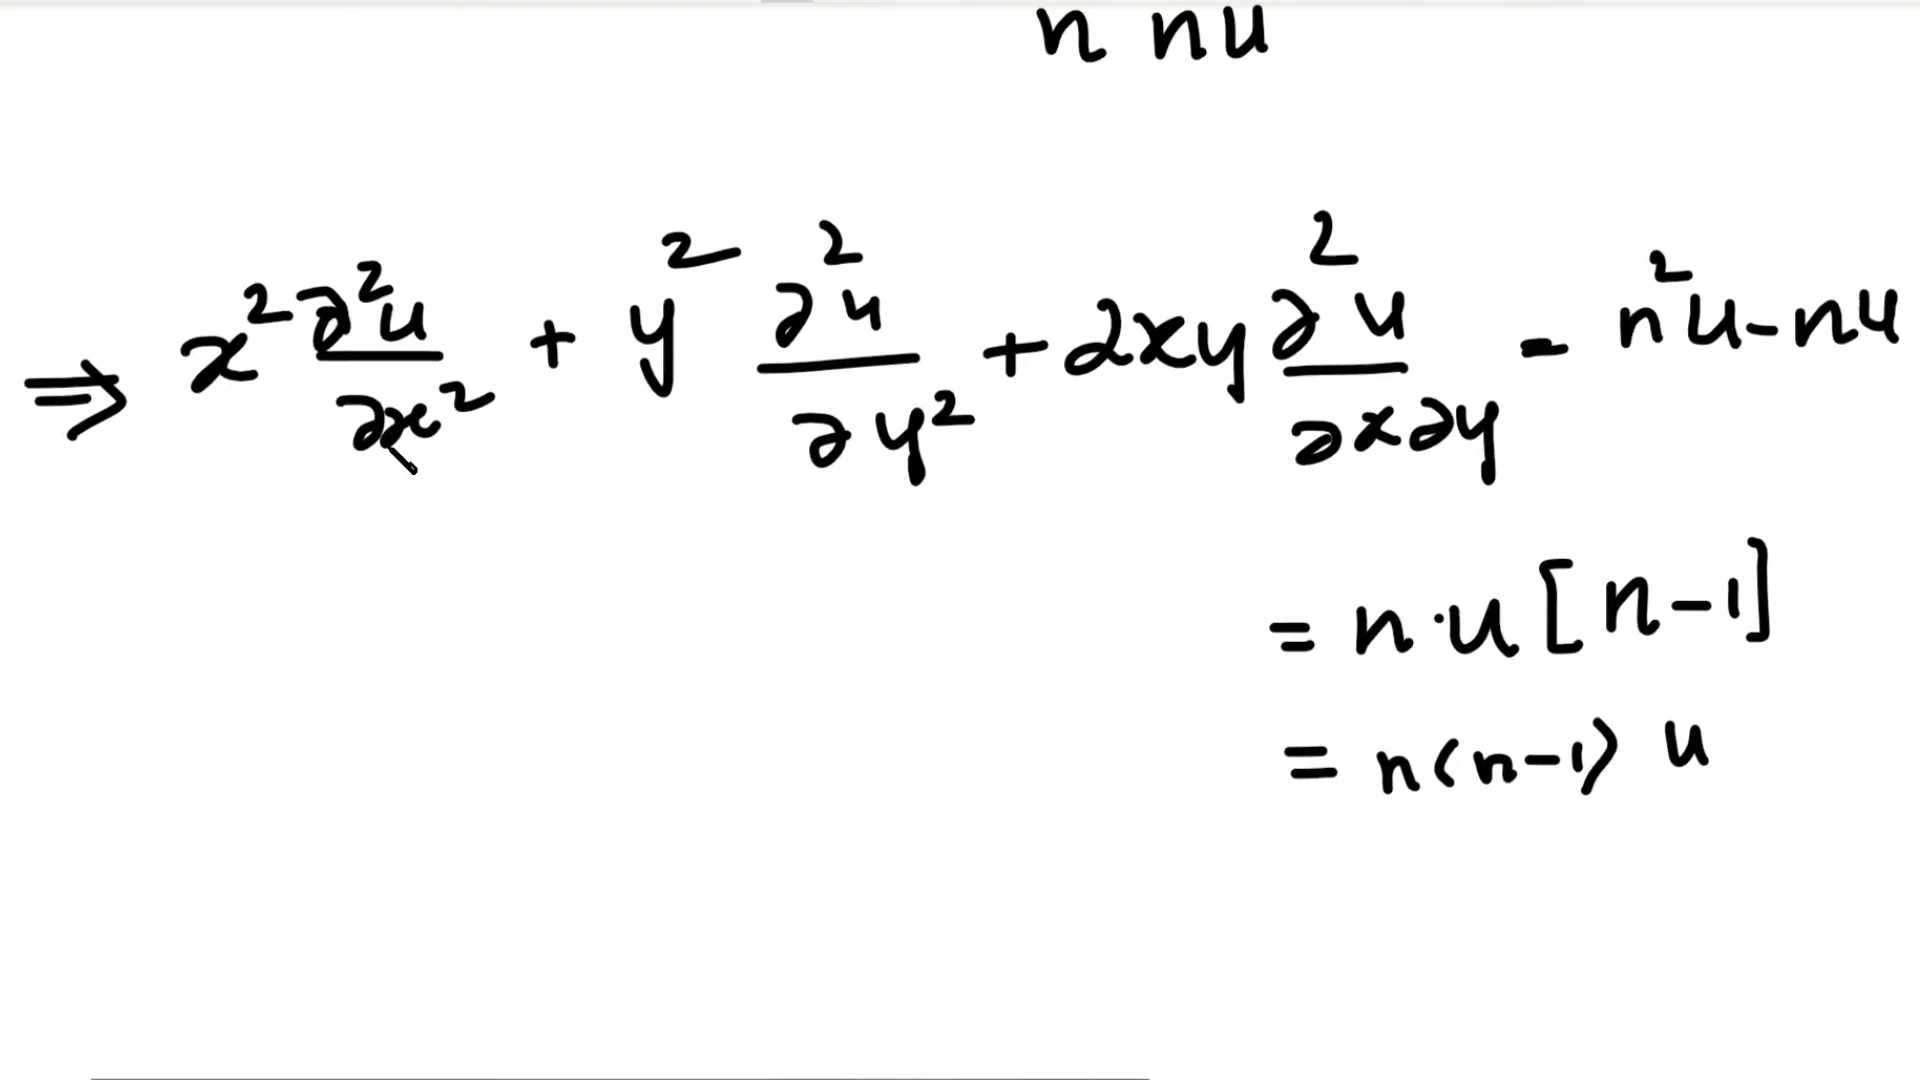 n nu
⇒ x² ∂²u/∂x² + y² ∂²u/∂y² + 2xy ∂²u/∂x∂y - n²u - nu
= n·u [n-1]
= n(n-1) u